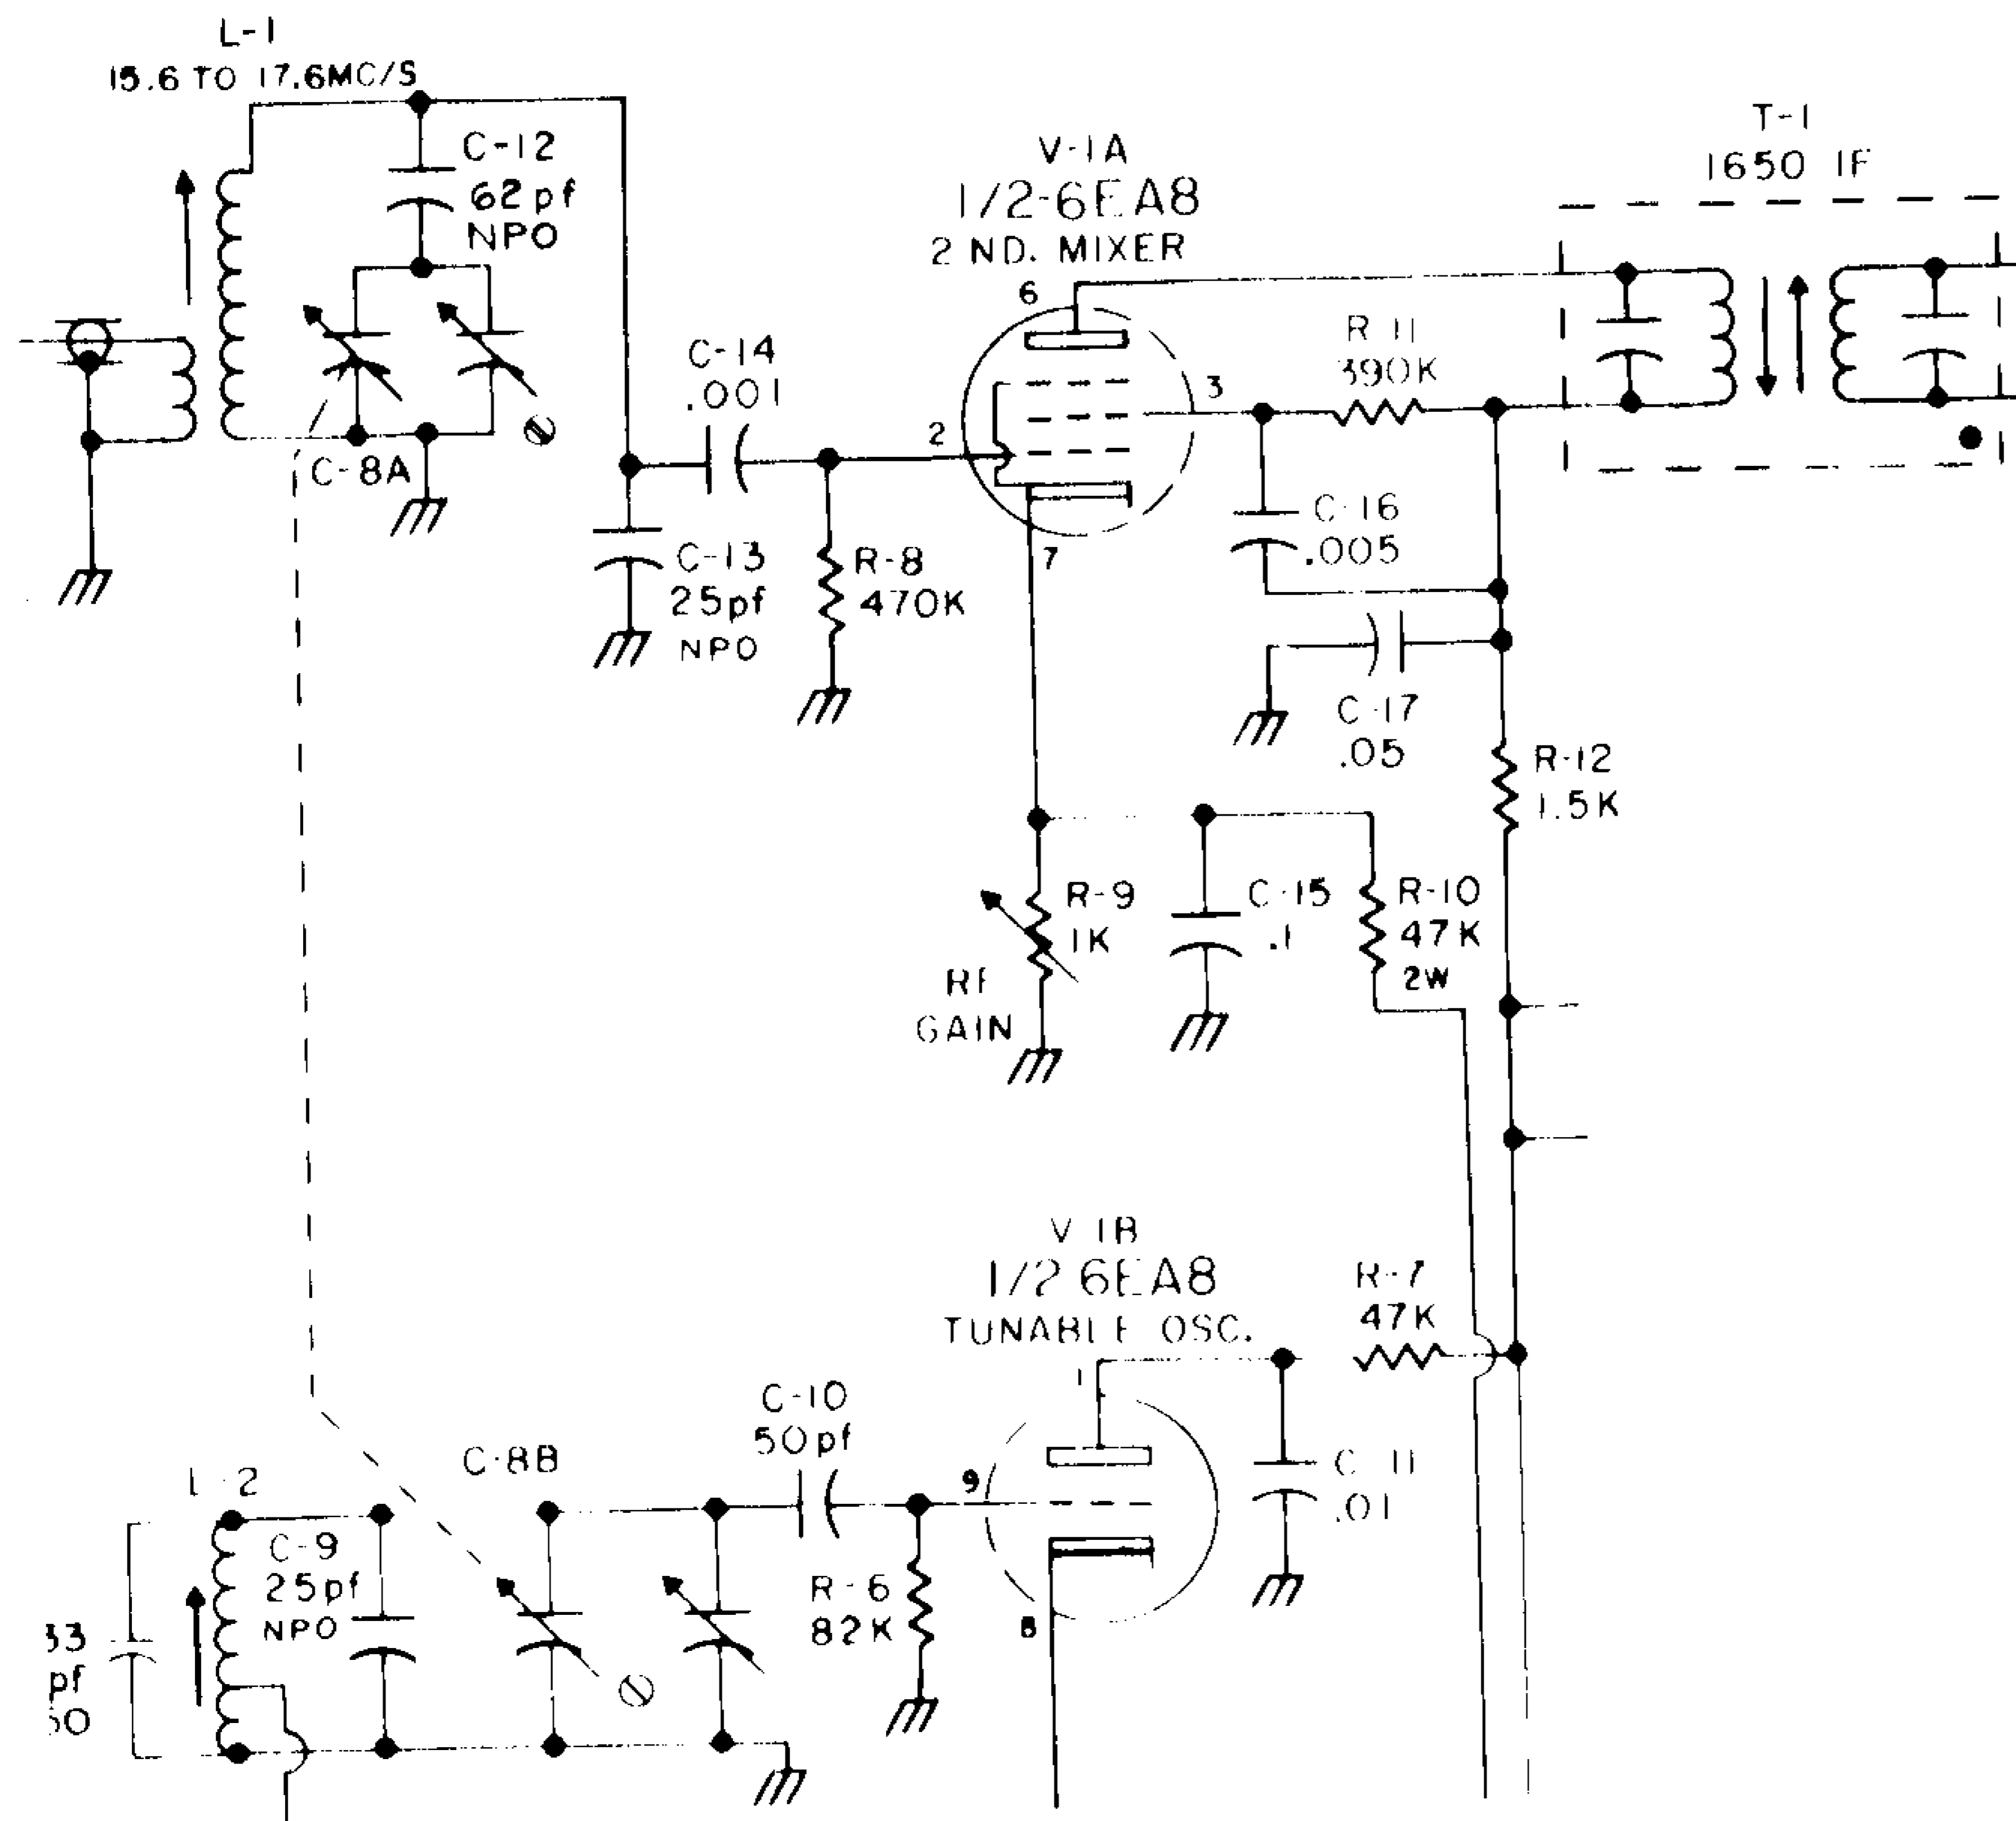 L-1
15.6 TO 17.6MC/S
C-12
62pf
NPO
C-8A
C-14
.001
C-13
25pf
NPO
R-8
470K
V-1A
1/2-6EA8
2 ND. MIXER
6
2
3
7
R-11
390K
T-1
1650 IF
C-16
.005
C-17
.05
R-12
1.5K
R-9
1K
RF
GAIN
C-15
.1
R-10
47K
2W
V-1B
1/2 6EA8
TUNABLE OSC.
1
9
8
R-7
47K
C-11
.01
C-10
50pf
R-6
82K
C-8B
L-2
C-9
25pf
NPO
33
pf